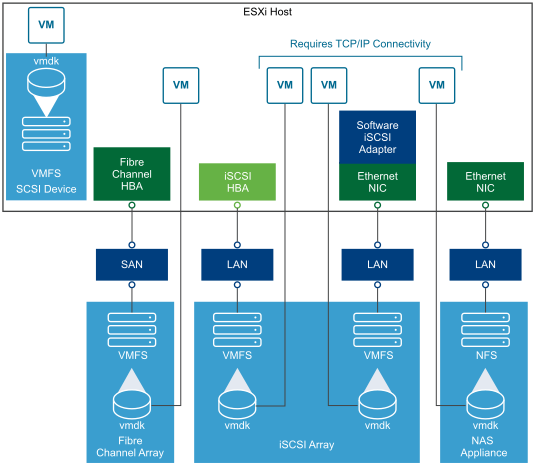 ESXi Host
VM
Requires TCP/IP Connectivity
vmdk
VM
VM
VM
VM
VMFS
SCSI Device
Fibre
Channel
HBA
iSCSI
HBA
Software
iSCSI
Adapter
Ethernet
NIC
Ethernet
NIC
SAN
LAN
LAN
LAN
VMFS
VMFS
VMFS
NFS
vmdk
vmdk
vmdk
vmdk
Fibre
Channel Array
iSCSI Array
NAS
Appliance